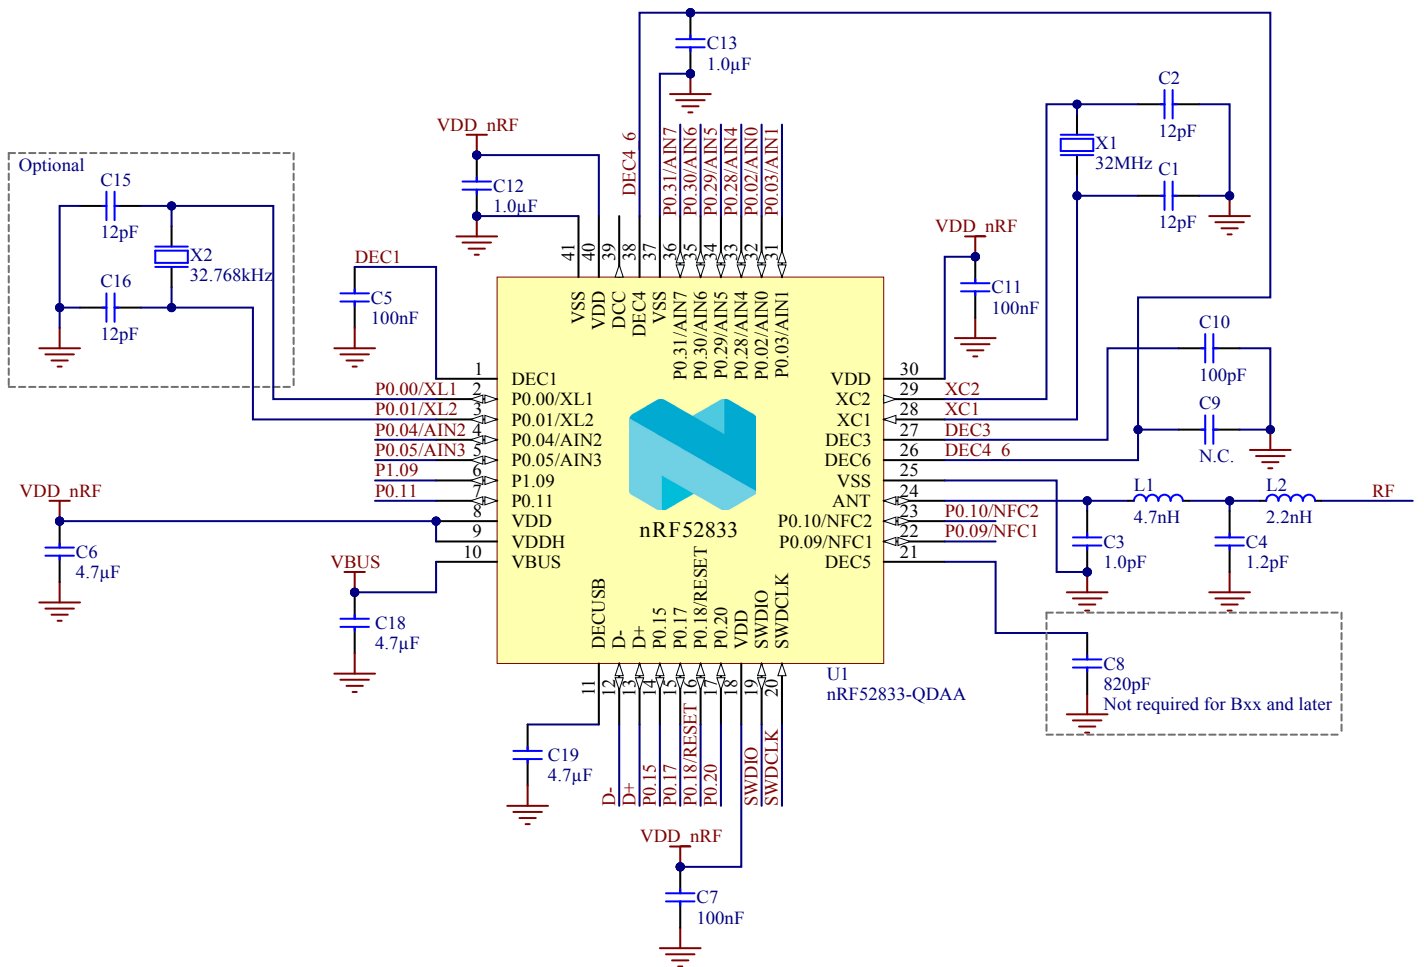 C13
1.0µF
C2
12pF
X1
32MHz
C1
12pF
VDD_nRF
C12
1.0µF
DEC4_6
P0.31/AIN7
P0.30/AIN6
P0.29/AIN5
P0.28/AIN4
P0.02/AIN0
P0.03/AIN1
Optional
C15
12pF
X2
32.768kHz
C16
12pF
DEC1
C5
100nF
VDD_nRF
C11
100nF
C10
100pF
C9
N.C.
41
40
39
38
37
36
35
34
33
32
31
VSS
VDD
DCC
DEC4
VSS
P0.31/AIN7
P0.30/AIN6
P0.29/AIN5
P0.28/AIN4
P0.02/AIN0
P0.03/AIN1
1 DEC1
P0.00/XL1 2 P0.00/XL1
P0.01/XL2 3 P0.01/XL2
P0.04/AIN2 4 P0.04/AIN2
P0.05/AIN3 5 P0.05/AIN3
P1.09 6 P1.09
P0.11 7 P0.11
8 VDD
9 VDDH
10 VBUS
VDD 30
XC2 29 XC2
XC1 28 XC1
DEC3 27 DEC3
DEC6 26 DEC4_6
VSS 25
ANT 24
P0.10/NFC2 23 P0.10/NFC2
P0.09/NFC1 22 P0.09/NFC1
DEC5 21
nRF52833
VDD_nRF
C6
4.7µF
VBUS
C18
4.7µF
L1
4.7nH
L2
2.2nH
RF
C3
1.0pF
C4
1.2pF
C8
820pF
Not required for Bxx and later
DECUSB
D-
D+
P0.15
P0.17
P0.18/RESET
P0.20
VDD
SWDIO
SWDCLK
11
12
13
14
15
16
17
18
19
20
U1
nRF52833-QDAA
C19
4.7µF
D-
D+
P0.15
P0.17
P0.18/RESET
P0.20
SWDIO
SWDCLK
VDD_nRF
C7
100nF